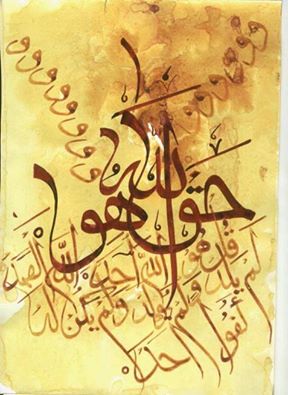 الله
حق هو
قل هو الله أحد الله الصمد
لم يلد ولم يولد ولم يكن له
كفوا أحد